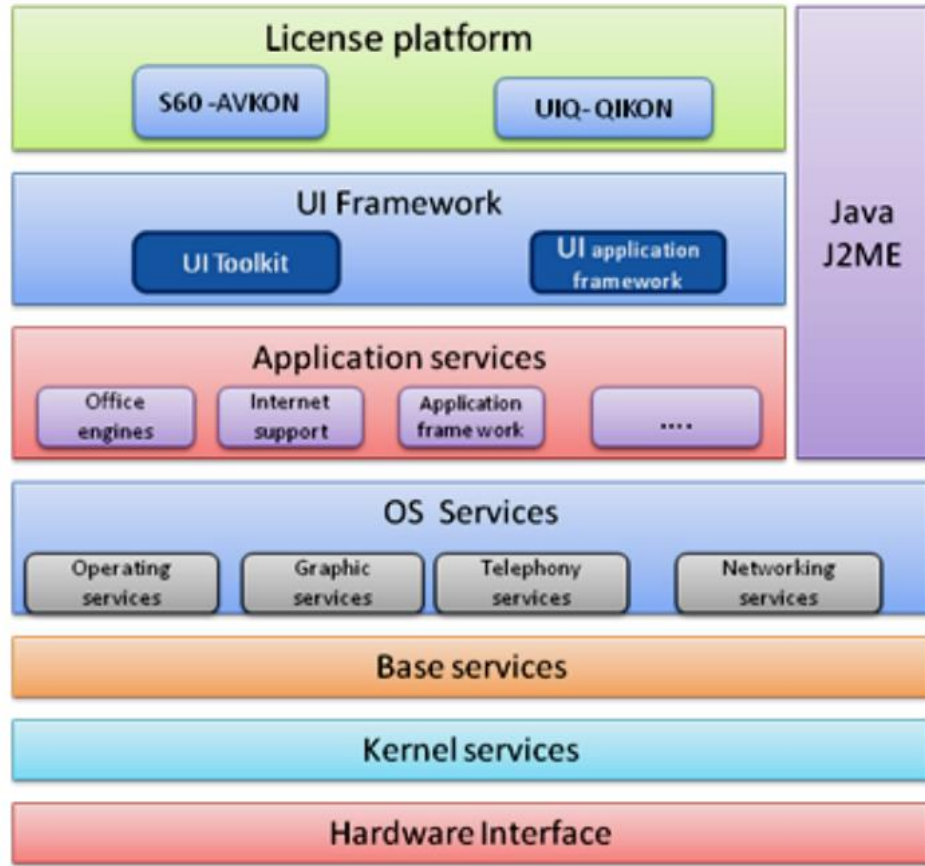 License platform
S60 -AVKON
UIQ- QIKON
Java
J2ME
UI Framework
UI Toolkit
UI application
framework
Application services
Office
engines
Internet
support
Application
frame work
....
OS Services
Operating
services
Graphic
services
Telephony
services
Networking
services
Base services
Kernel services
Hardware Interface